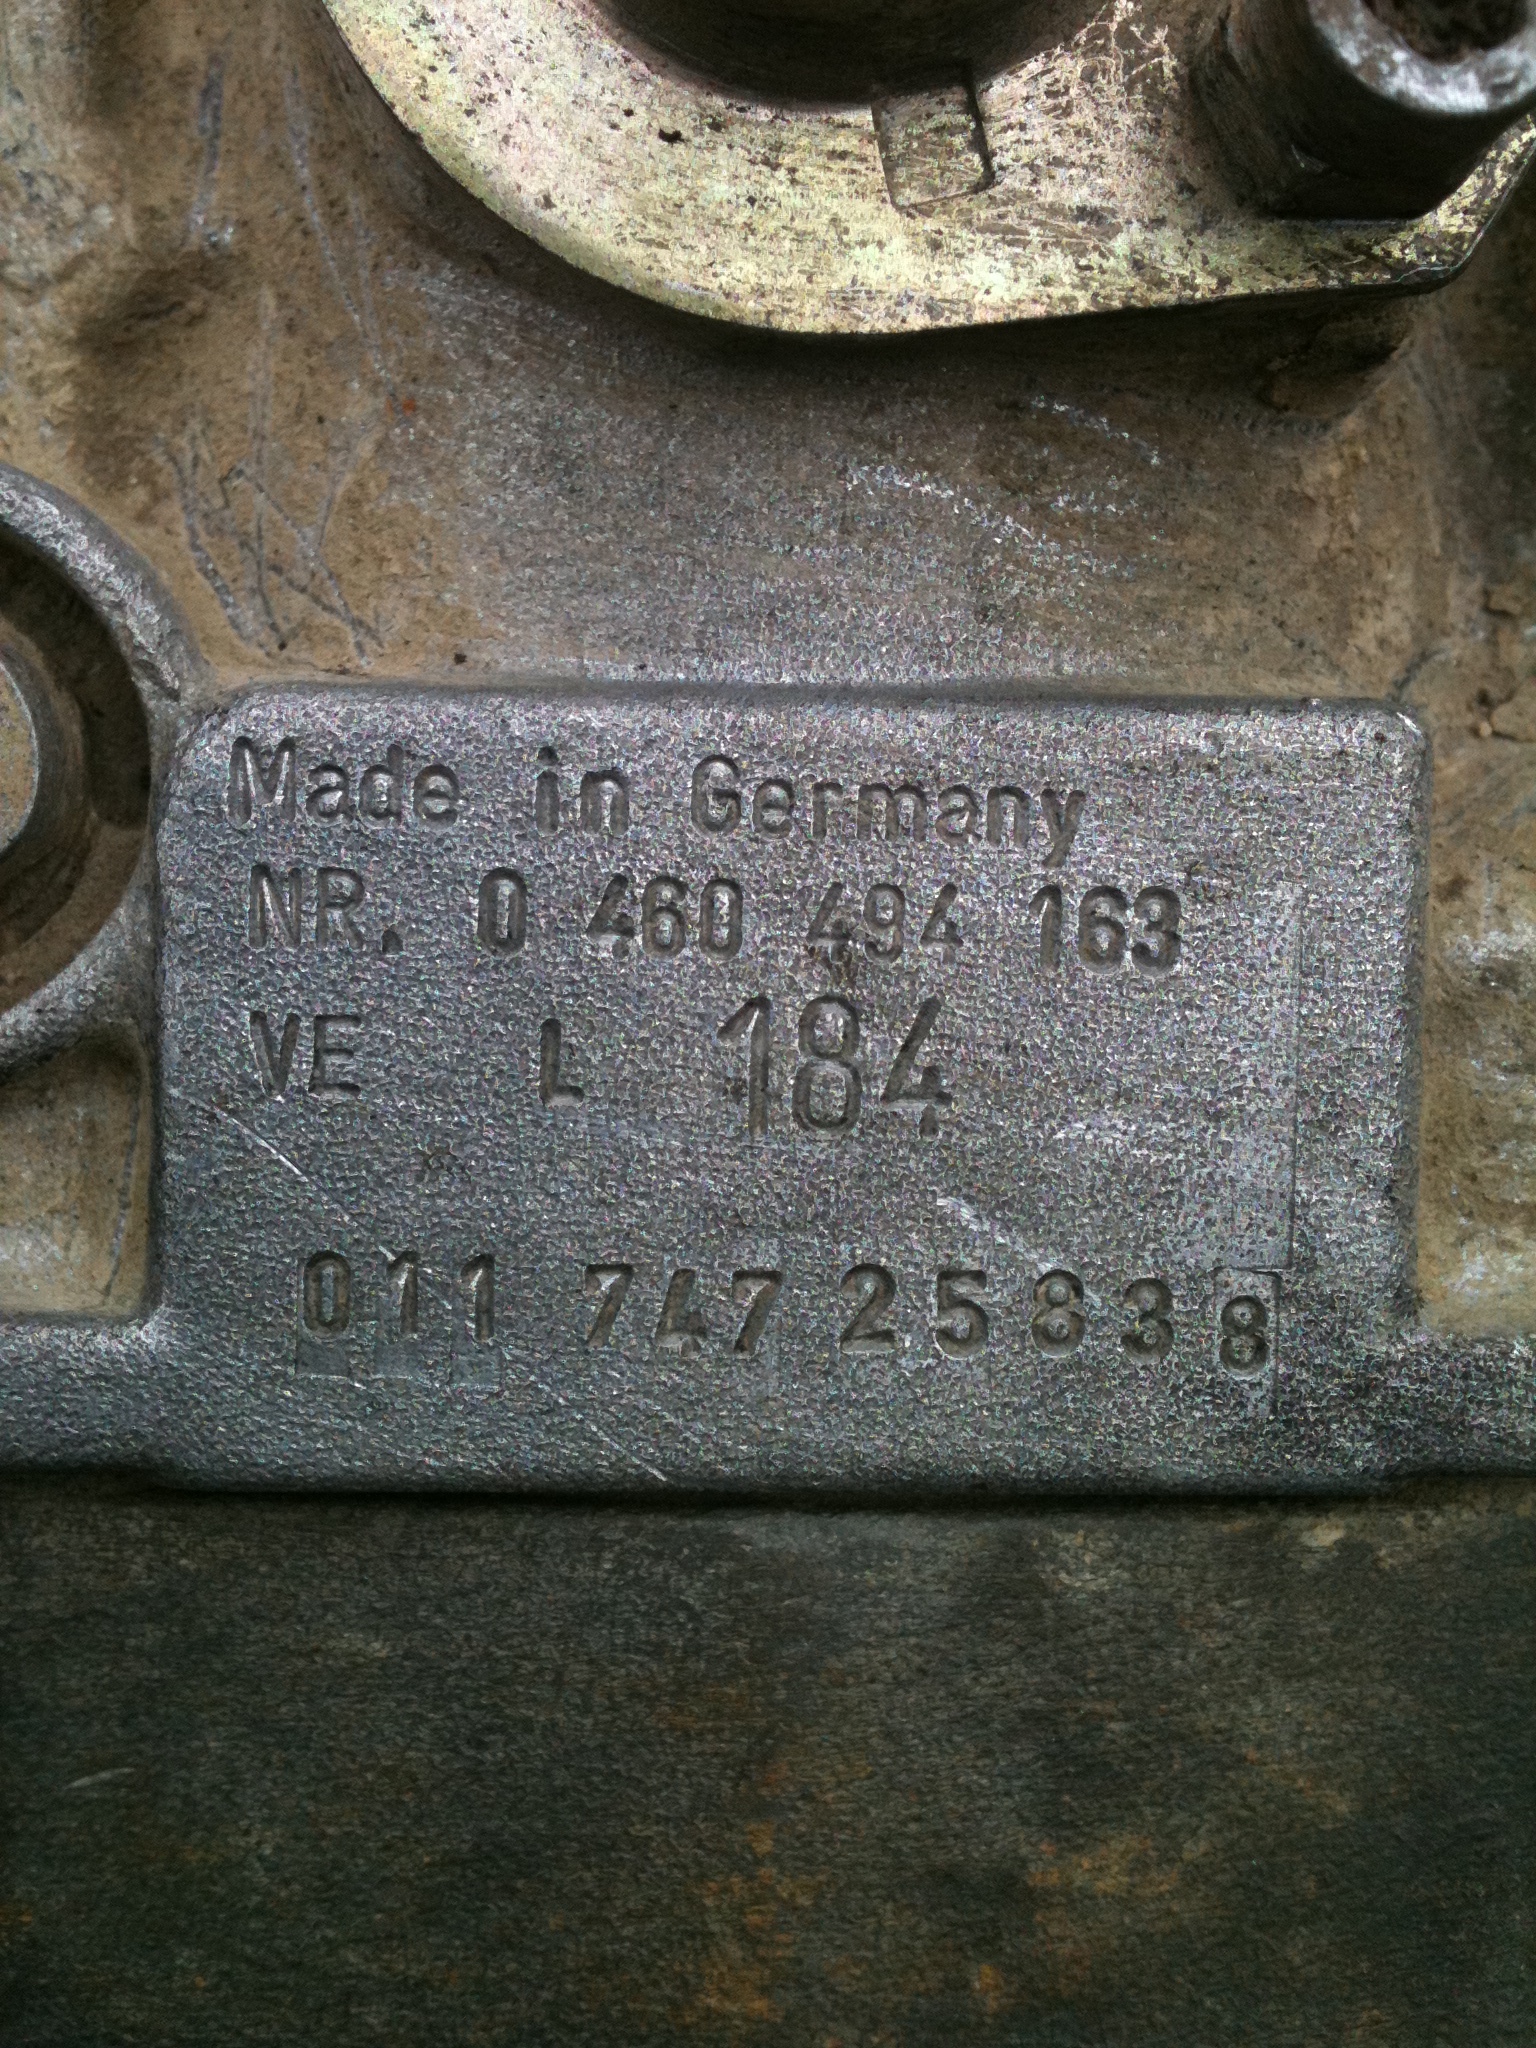 Made in Germany
NR. 0 460 494 163
VE L 184
011 747 25838